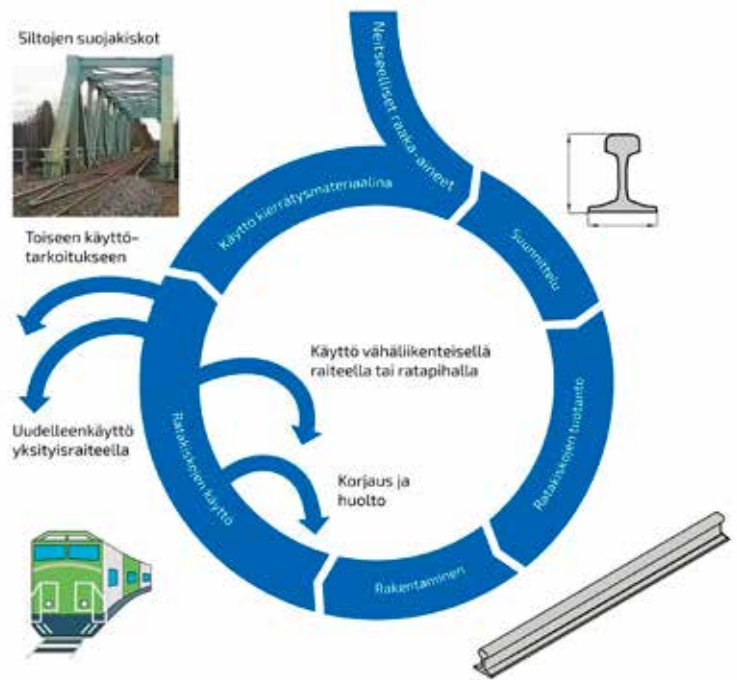 Siltojen suojakiskot
Neitseelliset raaka-aineet
Käyttö kierrätysmateriaalina
Suunnittelu
Toiseen käyttö-
tarkoitukseen
Käyttö vähäliikenteisellä
raiteella tai ratapihalla
Ratakiskojen tuotanto
Uudelleenkäyttö
yksityisraiteella
Ratakiskojen käyttö
Korjaus ja
huolto
Rakentaminen